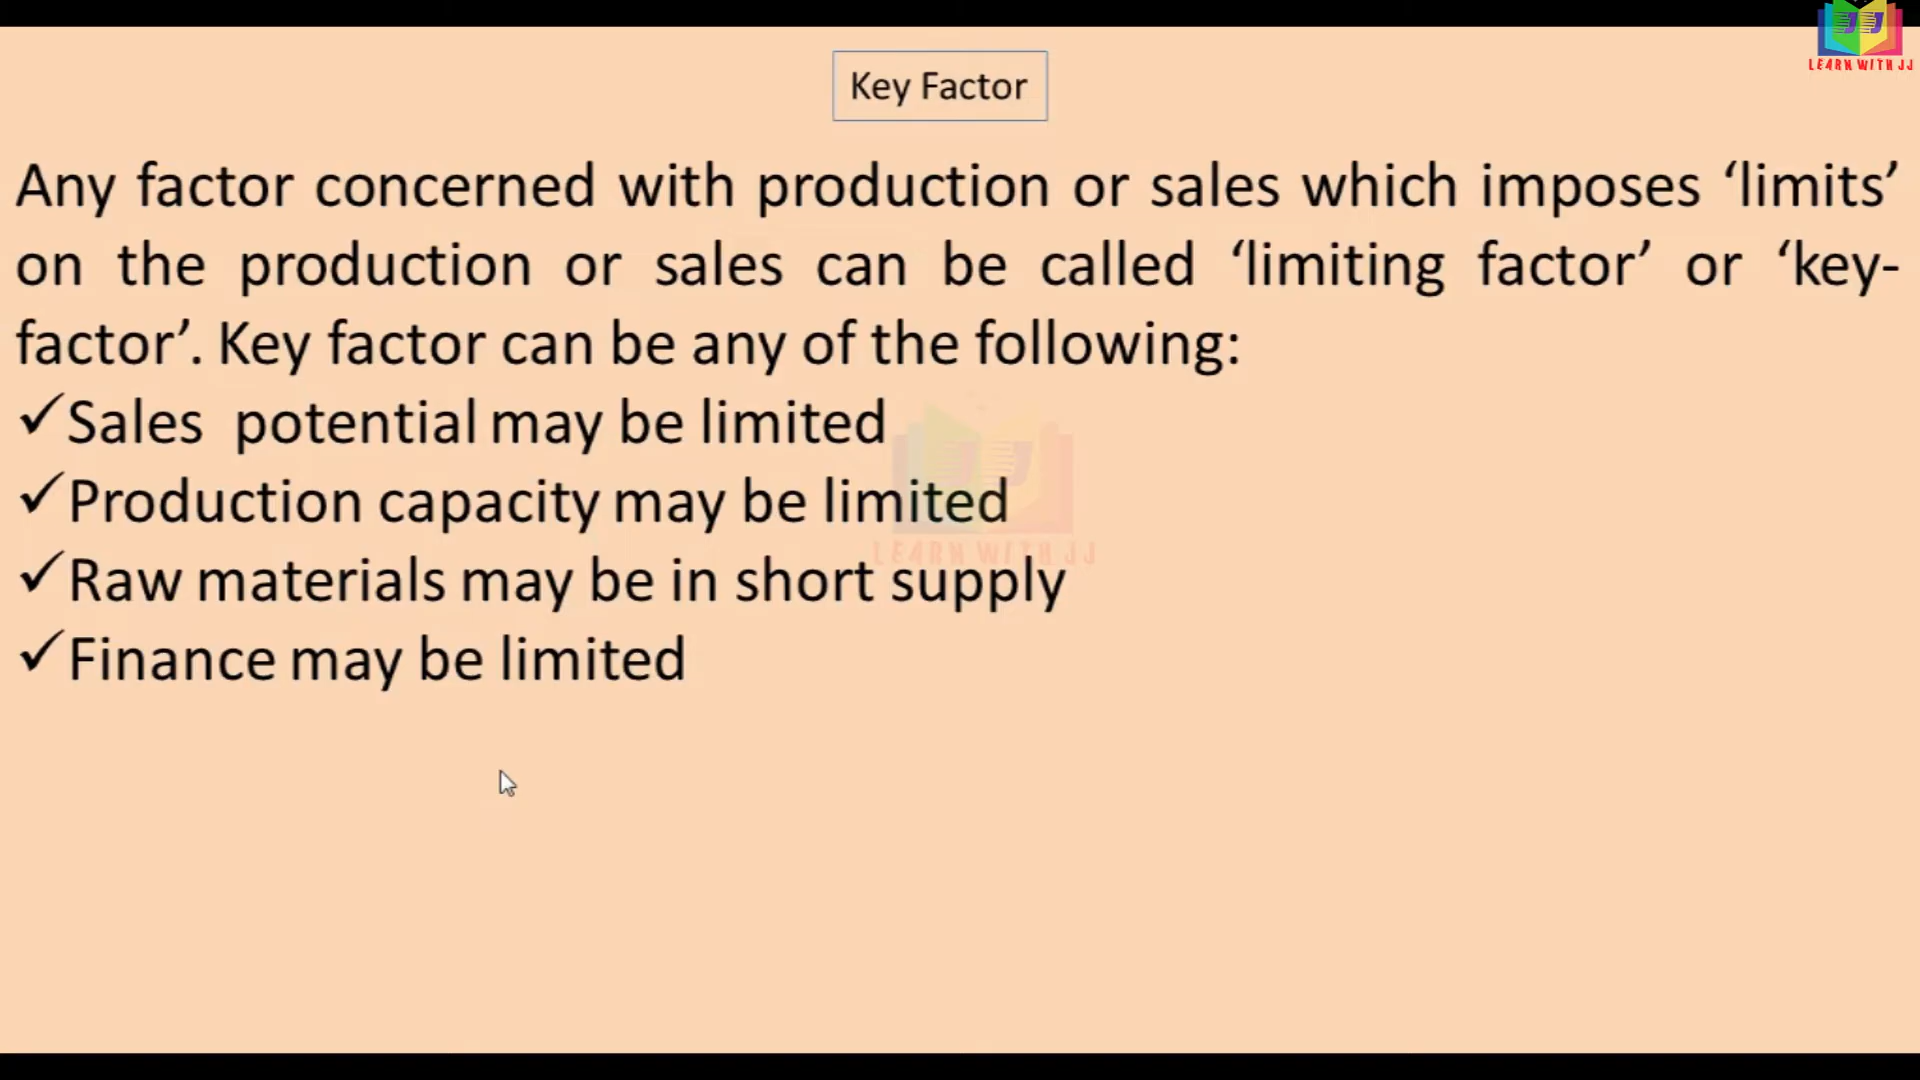 LEARN WITH JJ
Key Factor
Any factor concerned with production or sales which imposes ‘limits’
on the production or sales can be called ‘limiting factor’ or ‘key-
factor’. Key factor can be any of the following:
✓Sales potential may be limited
✓Production capacity may be limited
✓Raw materials may be in short supply
✓Finance may be limited
LEARN WITH JJ